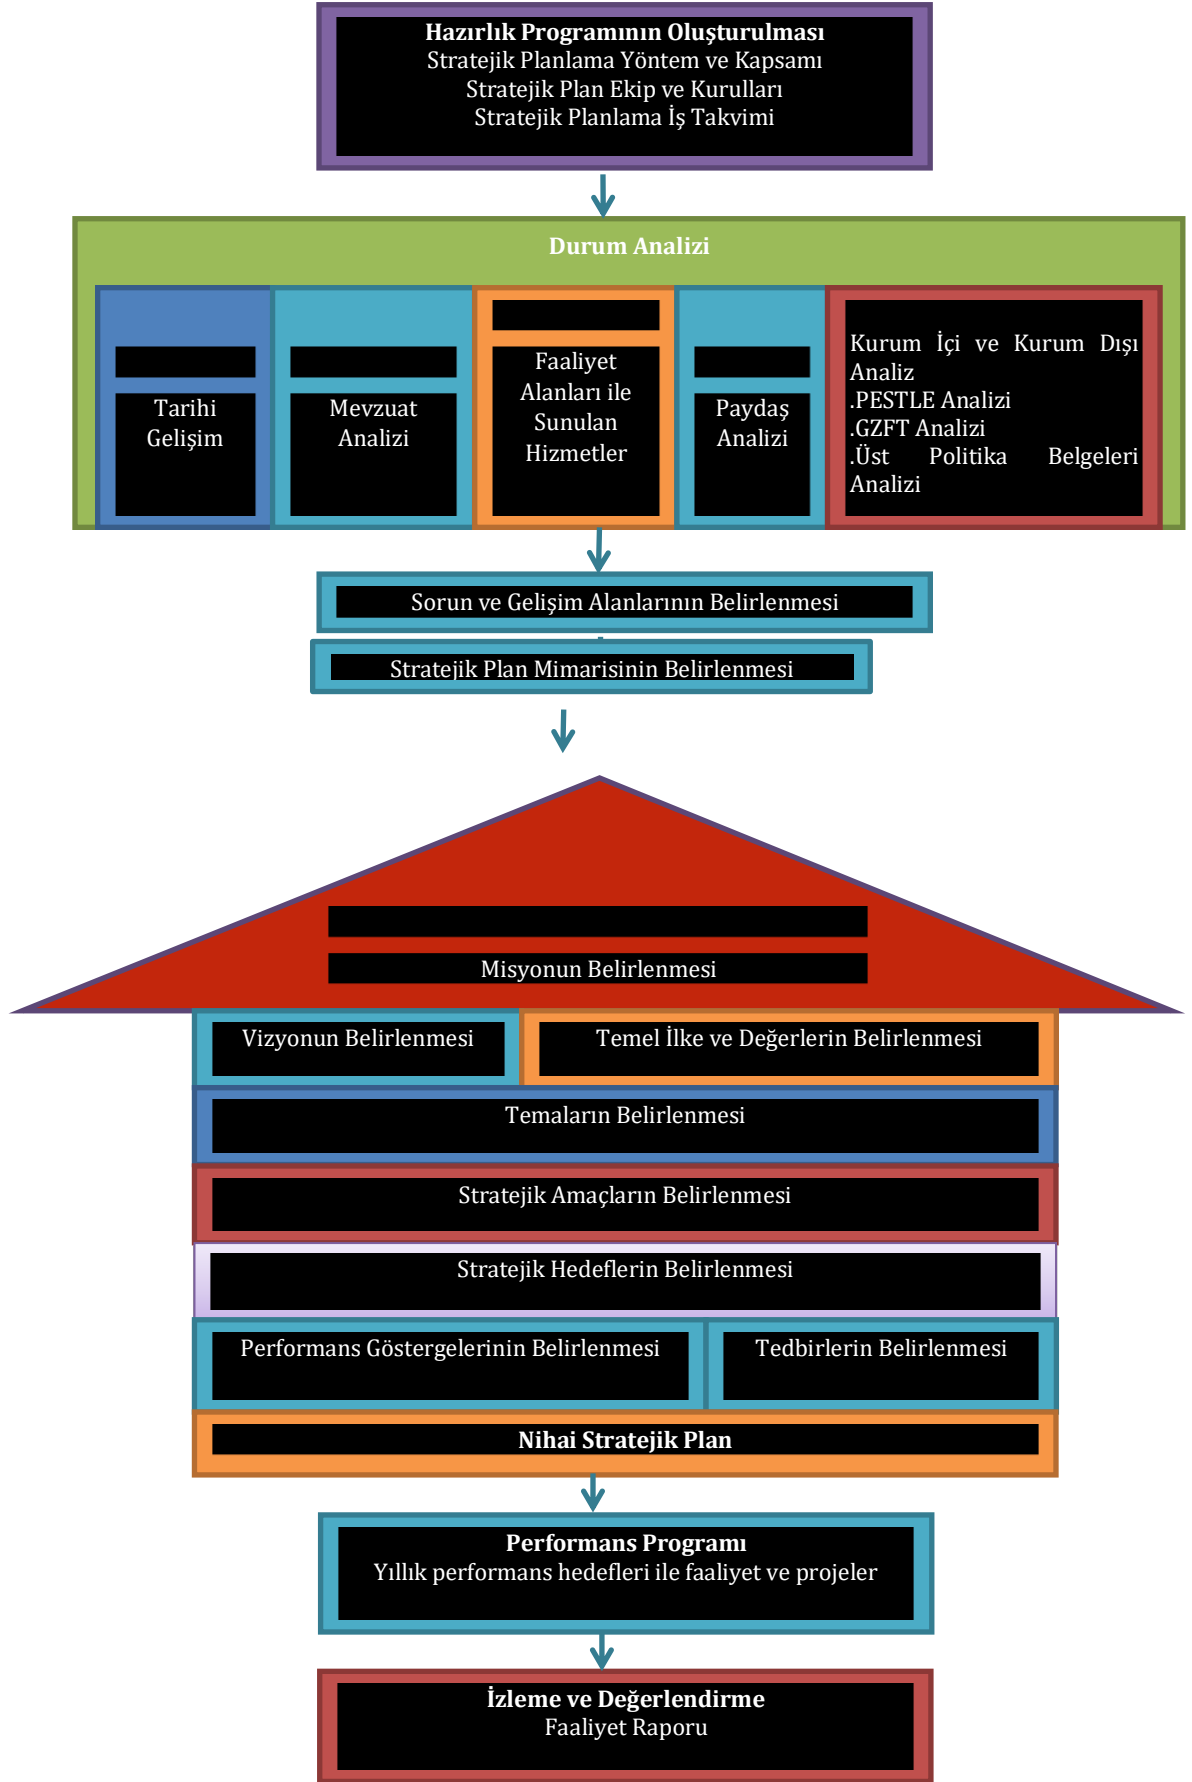 Hazırlık Programının Oluşturulması
Stratejik Planlama Yöntem ve Kapsamı
Stratejik Plan Ekip ve Kurulları
Stratejik Planlama İş Takvimi
Durum Analizi
Tarihi
Gelişim
Mevzuat
Analizi
Faaliyet
Alanları ile
Sunulan
Hizmetler
Paydaş
Analizi
Kurum İçi ve Kurum Dışı
Analiz
.PESTLE Analizi
.GZFT Analizi
.Üst Politika Belgeleri
Analizi
Sorun ve Gelişim Alanlarının Belirlenmesi
Stratejik Plan Mimarisinin Belirlenmesi
Misyonun Belirlenmesi
Vizyonun Belirlenmesi
Temel İlke ve Değerlerin Belirlenmesi
Temaların Belirlenmesi
Stratejik Amaçların Belirlenmesi
Stratejik Hedeflerin Belirlenmesi
Performans Göstergelerinin Belirlenmesi
Tedbirlerin Belirlenmesi
Nihai Stratejik Plan
Performans Programı
Yıllık performans hedefleri ile faaliyet ve projeler
İzleme ve Değerlendirme
Faaliyet Raporu